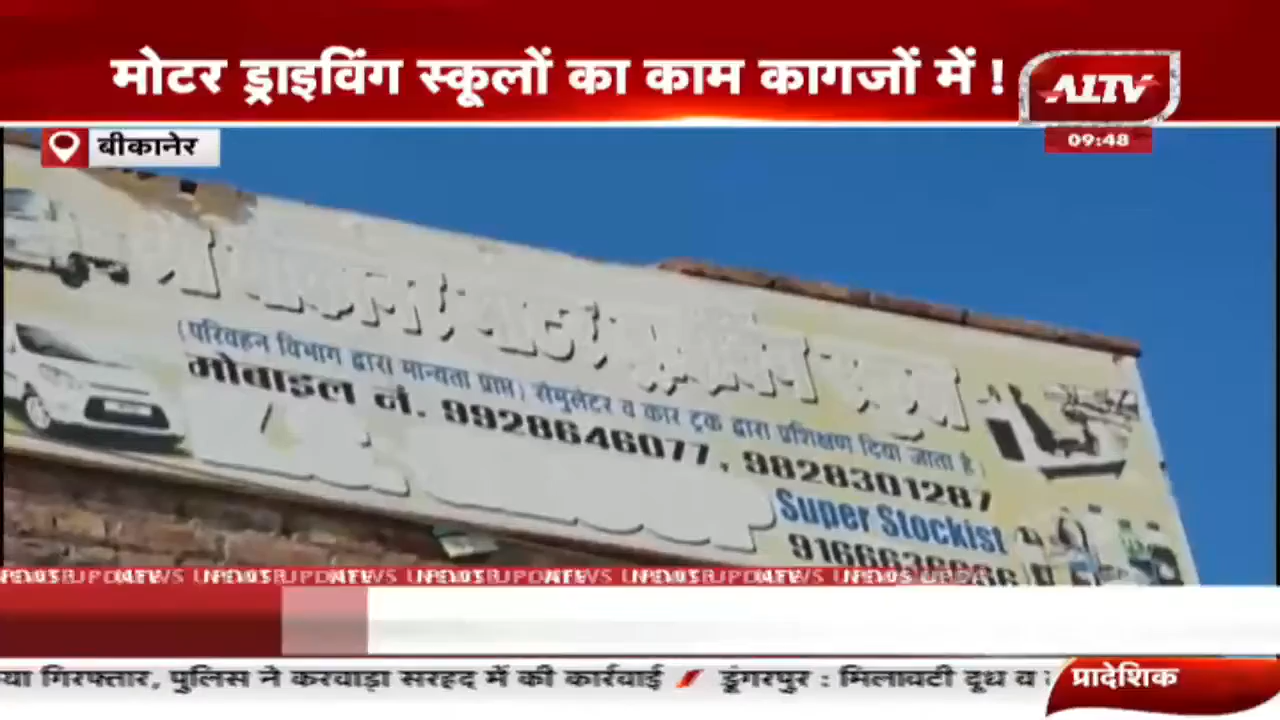 मोटर ड्राइविंग स्कूलों का काम कागजों में !
ALTV
09:48
बीकानेर
(परिवहन विभाग द्वारा मान्यता प्राप्त) सेमुलेटर व कार ट्रक द्वारा प्रशिक्षण दिया जाता है।
मोबाइल नं. 9928646077, 9828301287
Super Stockist
या गिरफ्तार, पुलिस ने करवाड़ा सरहद में की कार्रवाई
डूंगरपुर : मिलावटी दूध व
प्रादेशिक